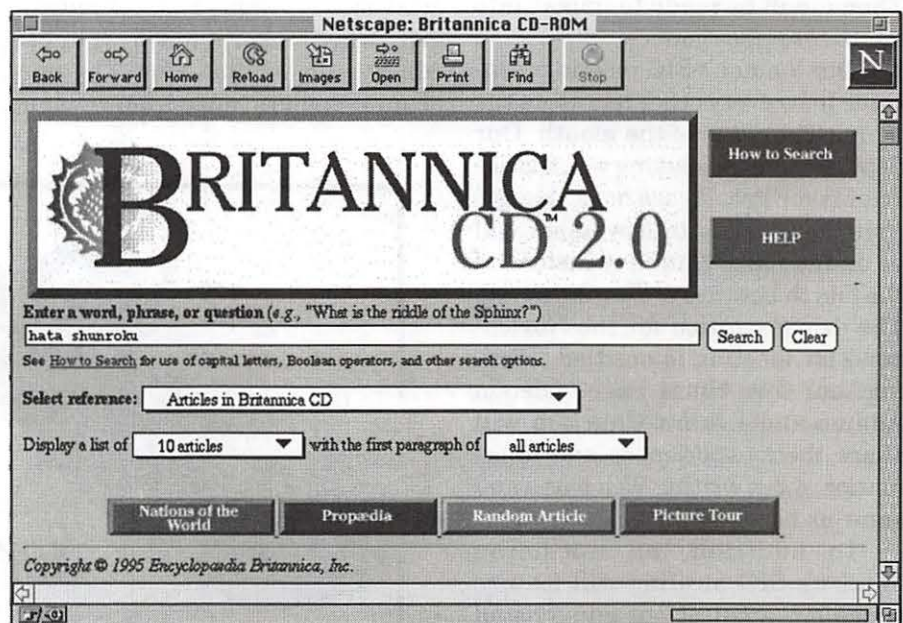 Netscape: Britannica CD-ROM
Back Forward Home Reload Images Open Print Find Stop
N
BRITANNICA
CD™ 2.0
How to Search
HELP
Enter a word, phrase, or question (e.g., "What is the riddle of the Sphinx?")
hata shunroku Search Clear
See How to Search for use of capital letters, Boolean operators, and other search options.
Select reference: Articles in Britannica CD
Display a list of 10 articles with the first paragraph of all articles
Nations of the
World
Propædia Random Article Picture Tour
Copyright © 1995 Encyclopædia Britannica, Inc.